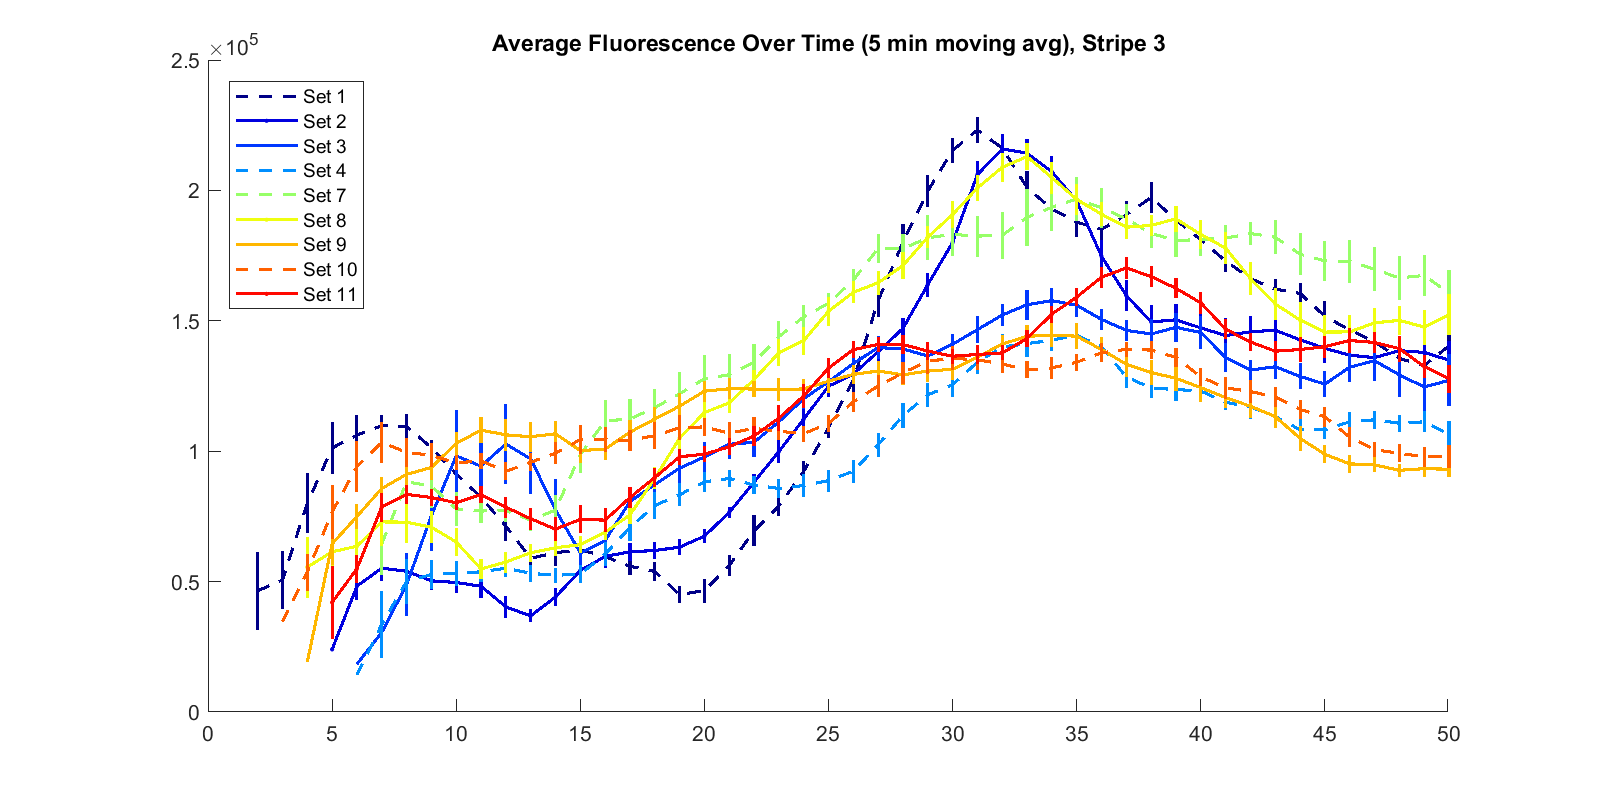 Average Fluorescence Over Time (5 min moving avg), Stripe 3
×10^5
2.5
2
1.5
1
0.5
0
Set 1
Set 2
Set 3
Set 4
Set 7
Set 8
Set 9
Set 10
Set 11
0 5 10 15 20 25 30 35 40 45 50